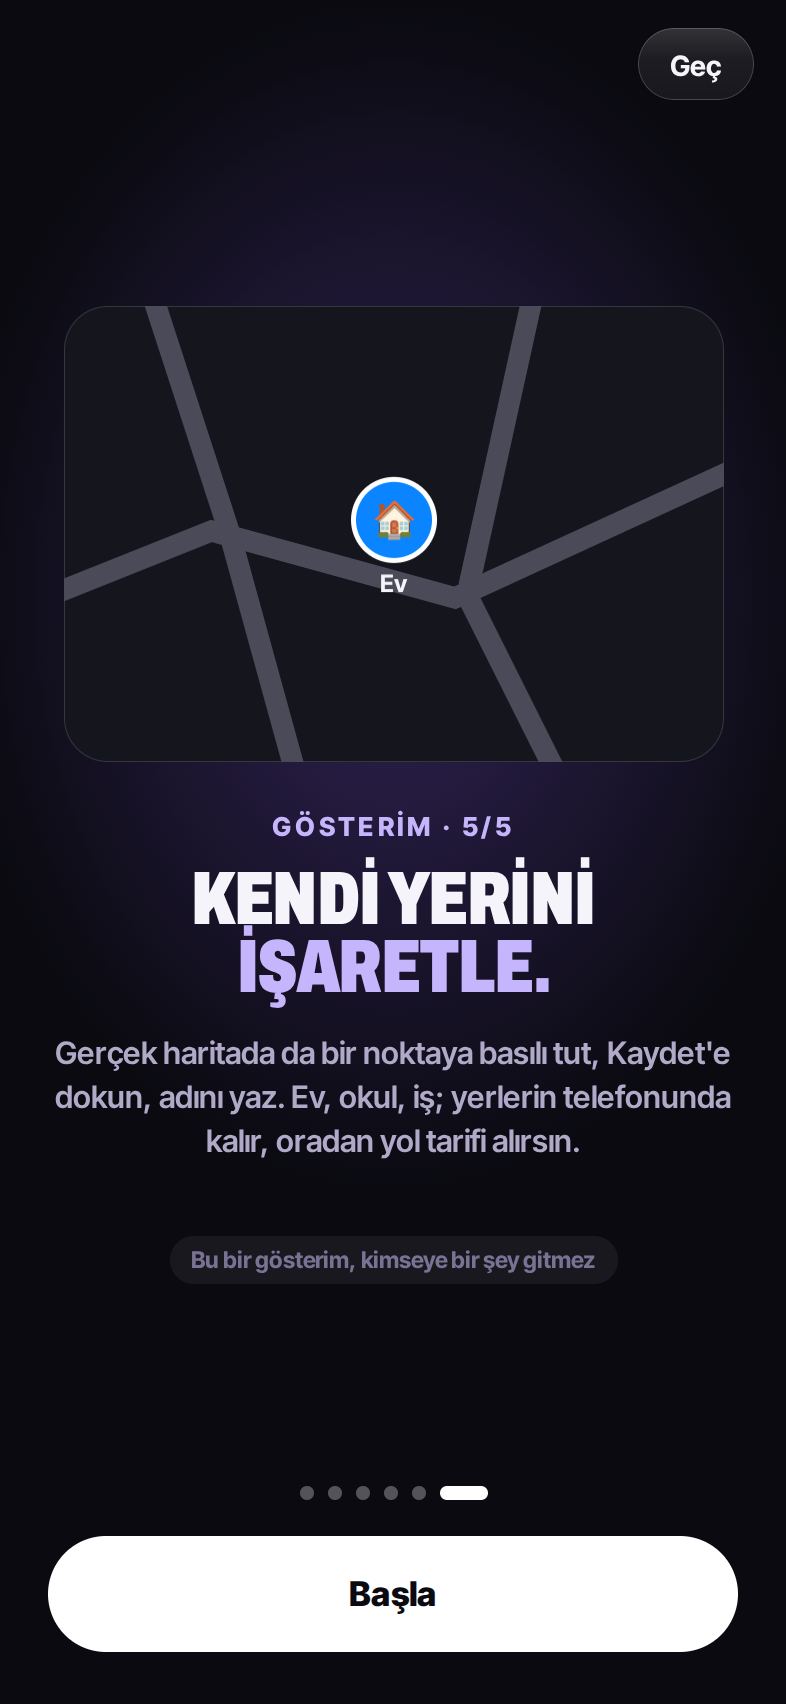 Geç
Ev
GÖSTERİM · 5/5
KENDİ YERİNİ
İŞARETLE.
Gerçek haritada da bir noktaya basılı tut, Kaydet'e
dokun, adını yaz. Ev, okul, iş; yerlerin telefonunda
kalır, oradan yol tarifi alırsın.
Bu bir gösterim, kimseye bir şey gitmez
Başla